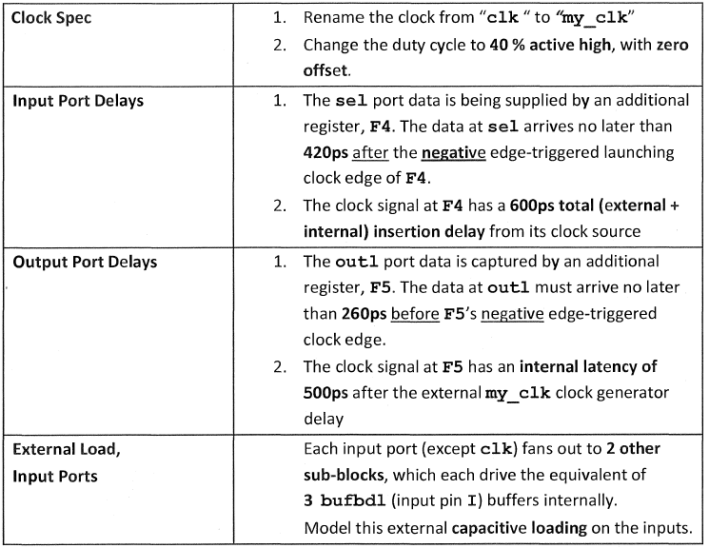 Clock Spec
1. Rename the clock from “clk “ to “my_clk”
2. Change the duty cycle to 40 % active high, with zero
offset.
Input Port Delays
1. The sel port data is being supplied by an additional
register, F4. The data at sel arrives no later than
420ps after the negative edge-triggered launching
clock edge of F4.
2. The clock signal at F4 has a 600ps total (external +
internal) insertion delay from its clock source
Output Port Delays
1. The out1 port data is captured by an additional
register, F5. The data at out1 must arrive no later
than 260ps before F5’s negative edge-triggered
clock edge.
2. The clock signal at F5 has an internal latency of
500ps after the external my_clk clock generator
delay
External Load,
Input Ports
Each input port (except clk) fans out to 2 other
sub-blocks, which each drive the equivalent of
3 bufbd1 (input pin I) buffers internally.
Model this external capacitive loading on the inputs.